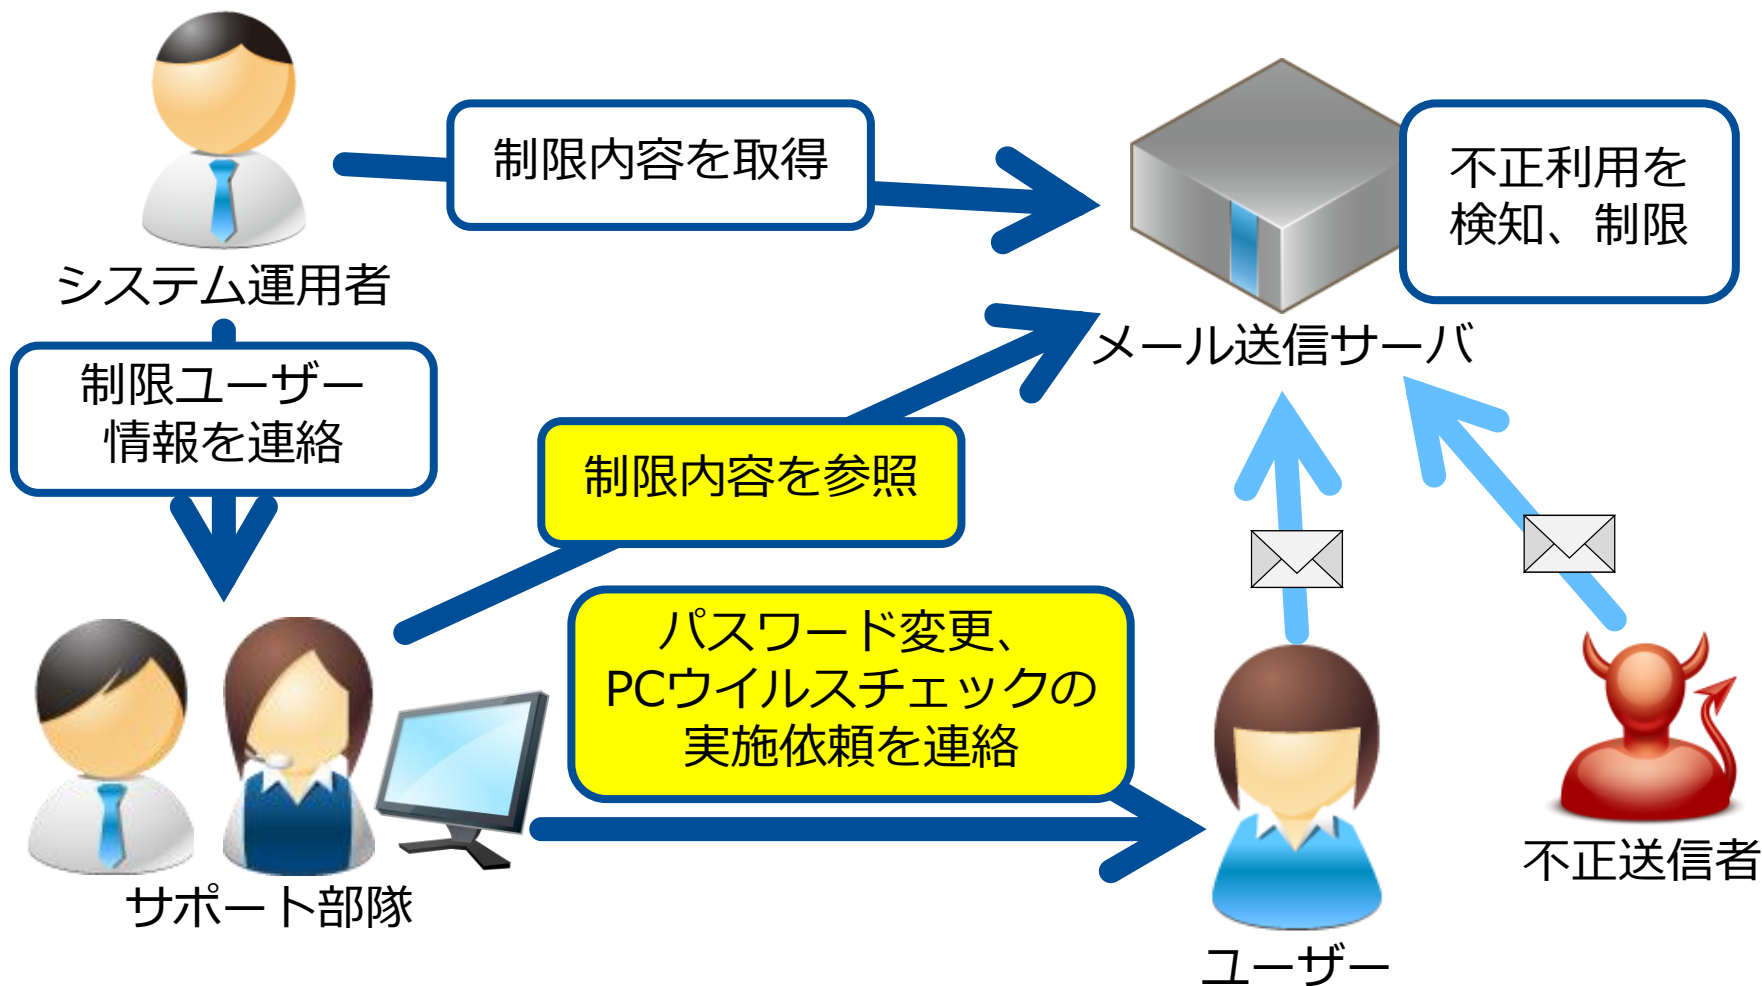 制限内容を取得
不正利用を
検知、制限
システム運用者
メール送信サーバ
制限ユーザー
情報を連絡
制限内容を参照
パスワード変更、
PCウイルスチェックの
実施依頼を連絡
不正送信者
サポート部隊
ユーザー